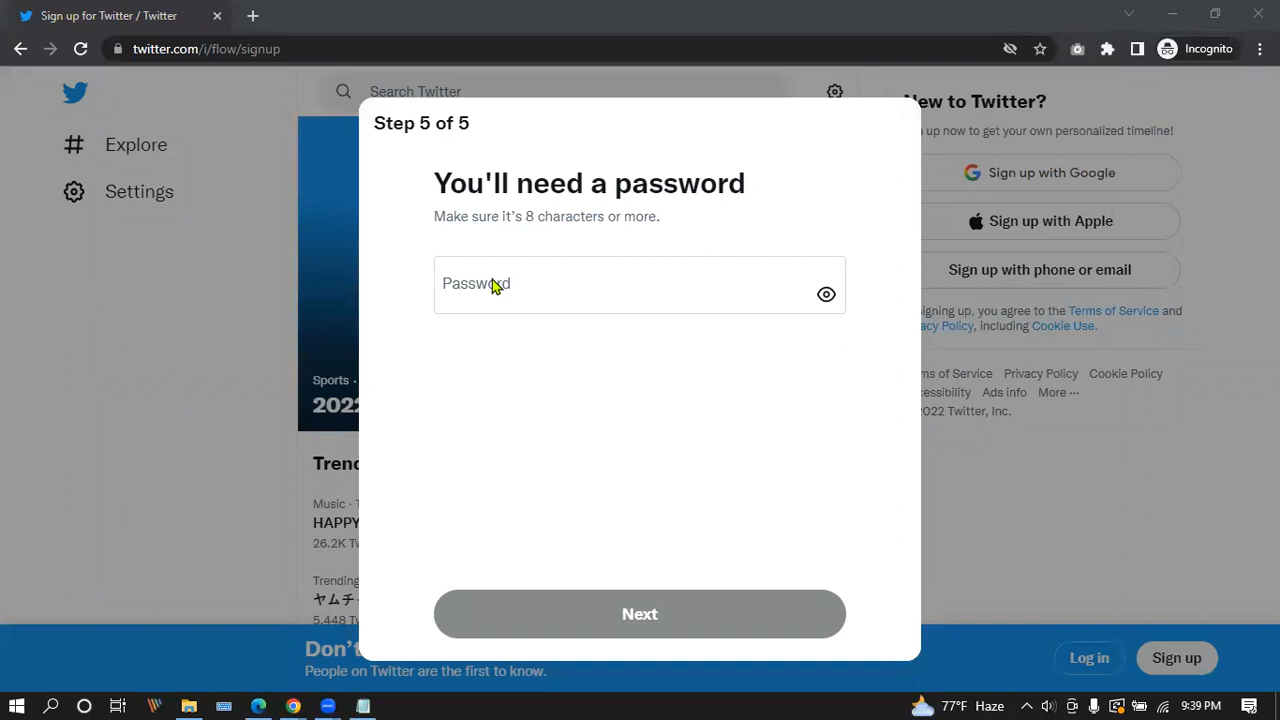 Sign up for Twitter / Twitter
twitter.com/i/flow/signup
Incognito
Search Twitter
Explore
Settings
Step 5 of 5
You'll need a password
Make sure it's 8 characters or more.
Password
Next
New to Twitter?
up now to get your own personalized timeline!
Sign up with Google
Sign up with Apple
Sign up with phone or email
signing up, you agree to the Terms of Service and
Policy, including Cookie Use.
of Service Privacy Policy Cookie Policy
Ads info More ···
2022 Twitter, Inc.
Sports ·
2022
Trend
Music ·
HAPPY
26.2K
Trending
ヤムチ
5,448
Don't
People on Twitter are the first to know.
Log in
Sign up
77°F Haze
9:39 PM